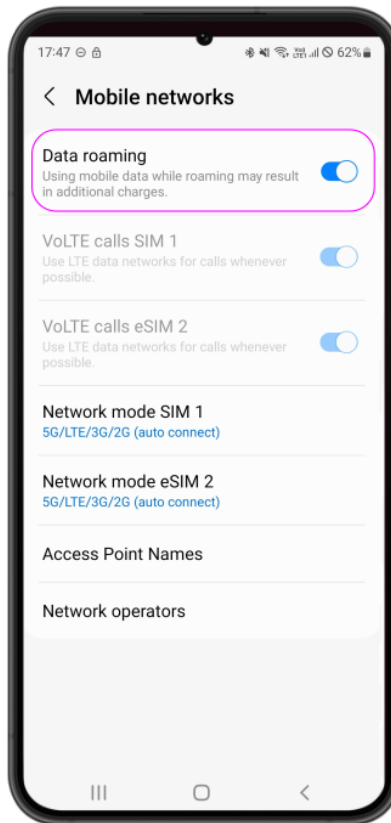 17:47 62%
Mobile networks
Data roaming
Using mobile data while roaming may result
in additional charges.
VoLTE calls SIM 1
Use LTE data networks for calls whenever
possible.
VoLTE calls eSIM 2
Use LTE data networks for calls whenever
possible.
Network mode SIM 1
5G/LTE/3G/2G (auto connect)
Network mode eSIM 2
5G/LTE/3G/2G (auto connect)
Access Point Names
Network operators